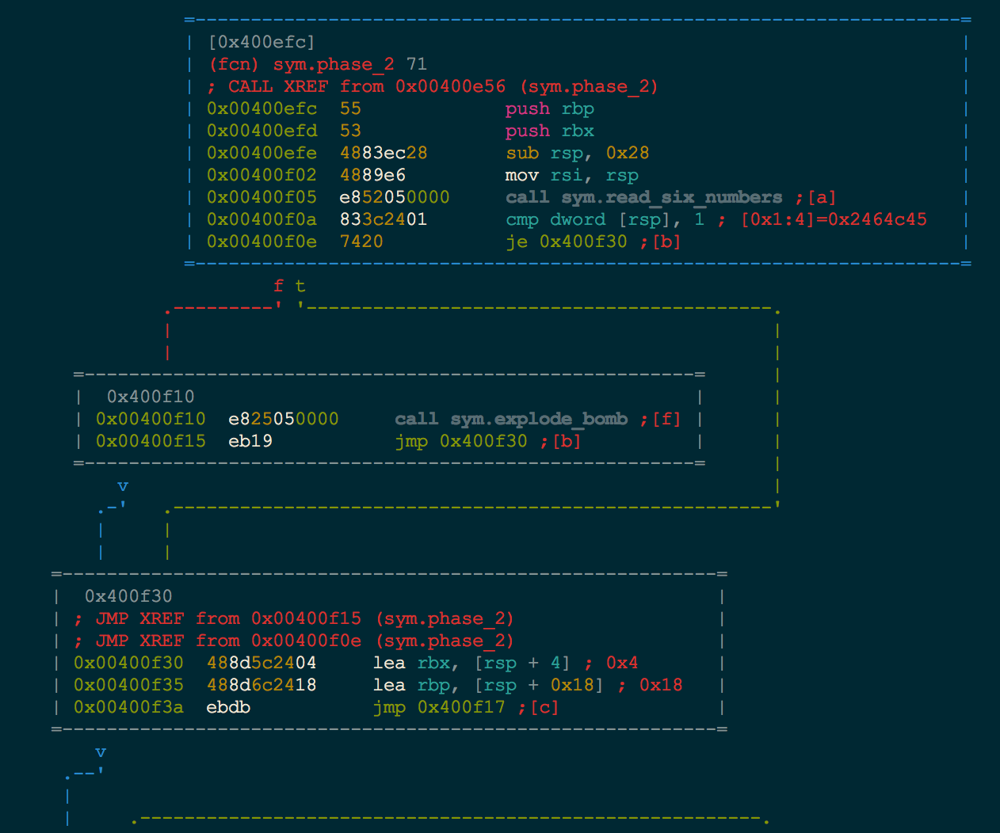 =---------------------------------------------------------------------=
| [0x400efc] |
| (fcn) sym.phase_2 71 |
| ; CALL XREF from 0x00400e56 (sym.phase_2) |
| 0x00400efc 55 push rbp |
| 0x00400efd 53 push rbx |
| 0x00400efe 4883ec28 sub rsp, 0x28 |
| 0x00400f02 4889e6 mov rsi, rsp |
| 0x00400f05 e852050000 call sym.read_six_numbers ;[a] |
| 0x00400f0a 833c2401 cmp dword [rsp], 1 ; [0x1:4]=0x2464c45 |
| 0x00400f0e 7420 je 0x400f30 ;[b] |
=---------------------------------------------------------------------=
f t
.---------' '------------------------------------------.
| |
| |
=-------------------------------------------------------= |
| 0x400f10 | |
| 0x00400f10 e825050000 call sym.explode_bomb ;[f] | |
| 0x00400f15 eb19 jmp 0x400f30 ;[b] | |
=-------------------------------------------------------= |
v |
.-' .------------------------------------------------------'
| |
| |
=-----------------------------------------------------------=
| 0x400f30 |
| ; JMP XREF from 0x00400f15 (sym.phase_2) |
| ; JMP XREF from 0x00400f0e (sym.phase_2) |
| 0x00400f30 488d5c2404 lea rbx, [rsp + 4] ; 0x4 |
| 0x00400f35 488d6c2418 lea rbp, [rsp + 0x18] ; 0x18 |
| 0x00400f3a ebdb jmp 0x400f17 ;[c] |
=-----------------------------------------------------------=
v
.--'
|
| .--------------------------------------------------------.